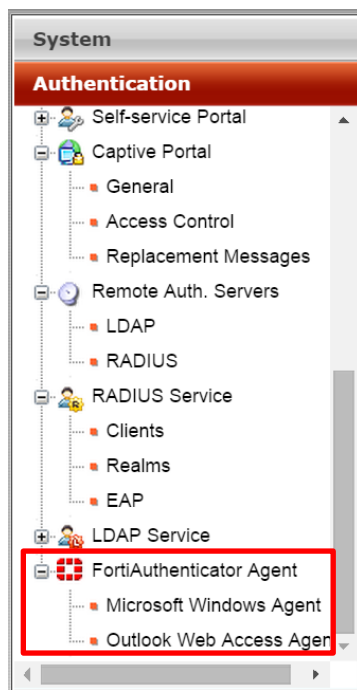 System
Authentication
Self-service Portal
Captive Portal
General
Access Control
Replacement Messages
Remote Auth. Servers
LDAP
RADIUS
RADIUS Service
Clients
Realms
EAP
LDAP Service
FortiAuthenticator Agent
Microsoft Windows Agent
Outlook Web Access Agen